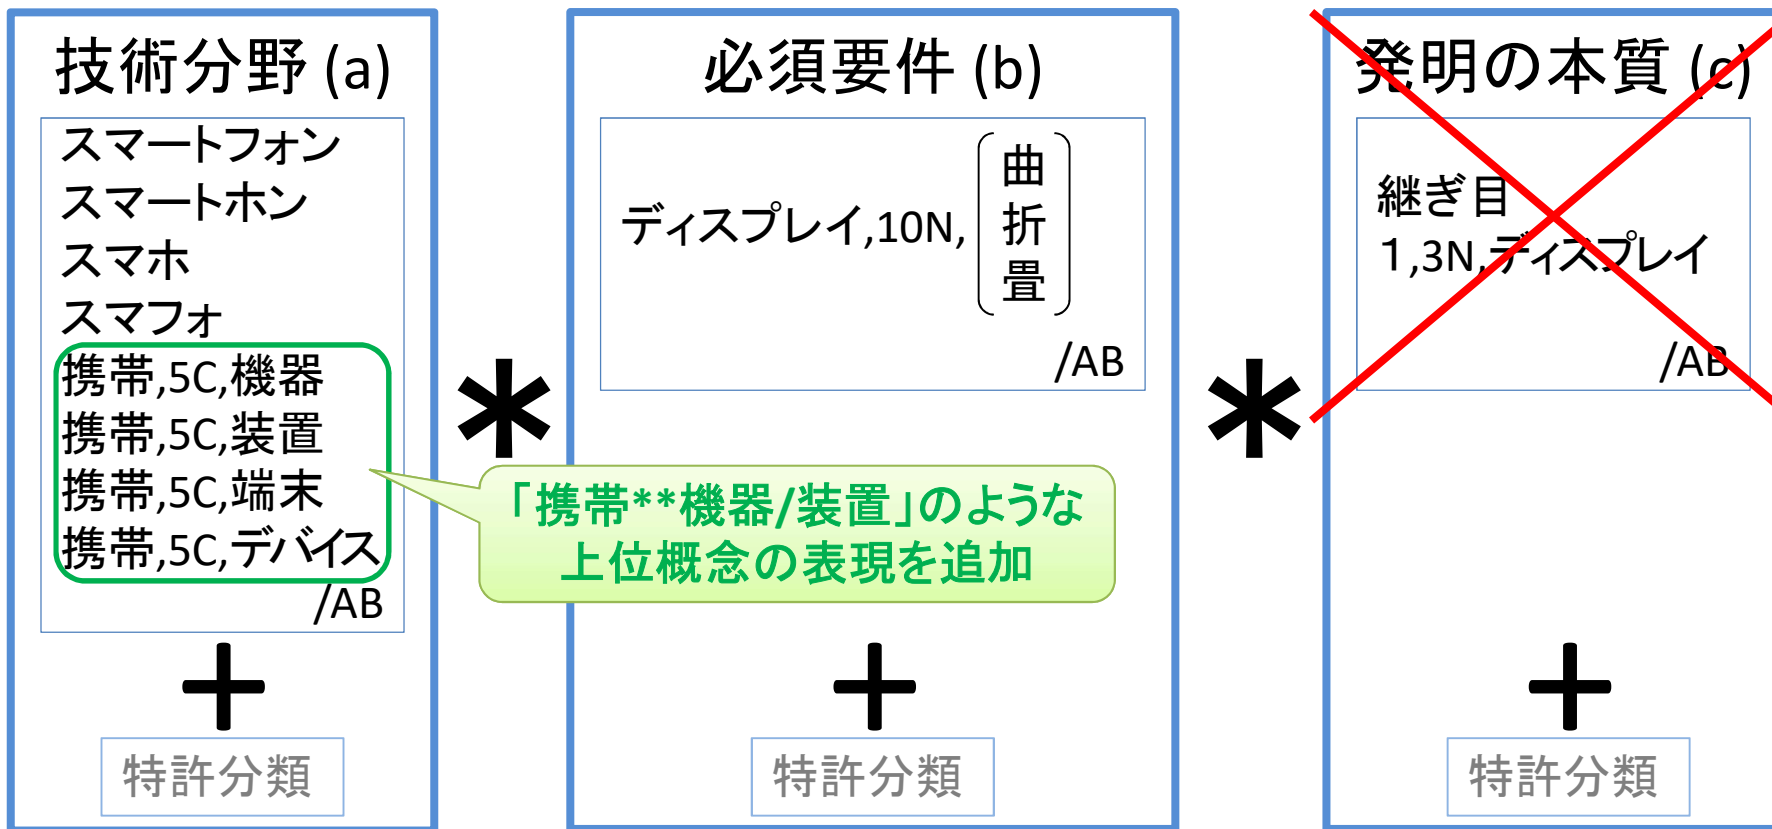 技術分野 (a)
スマートフォン
スマートホン
スマホ
スマフォ
携帯,5C,機器
携帯,5C,装置
携帯,5C,端末
携帯,5C,デバイス
/AB
+
特許分類
*
必須要件 (b)
ディスプレイ,10N,
曲
折
畳
/AB
「携帯**機器/装置」のような
上位概念の表現を追加
+
特許分類
*
発明の本質 (c)
継ぎ目
１,3N,ディスプレイ
/AB
+
特許分類